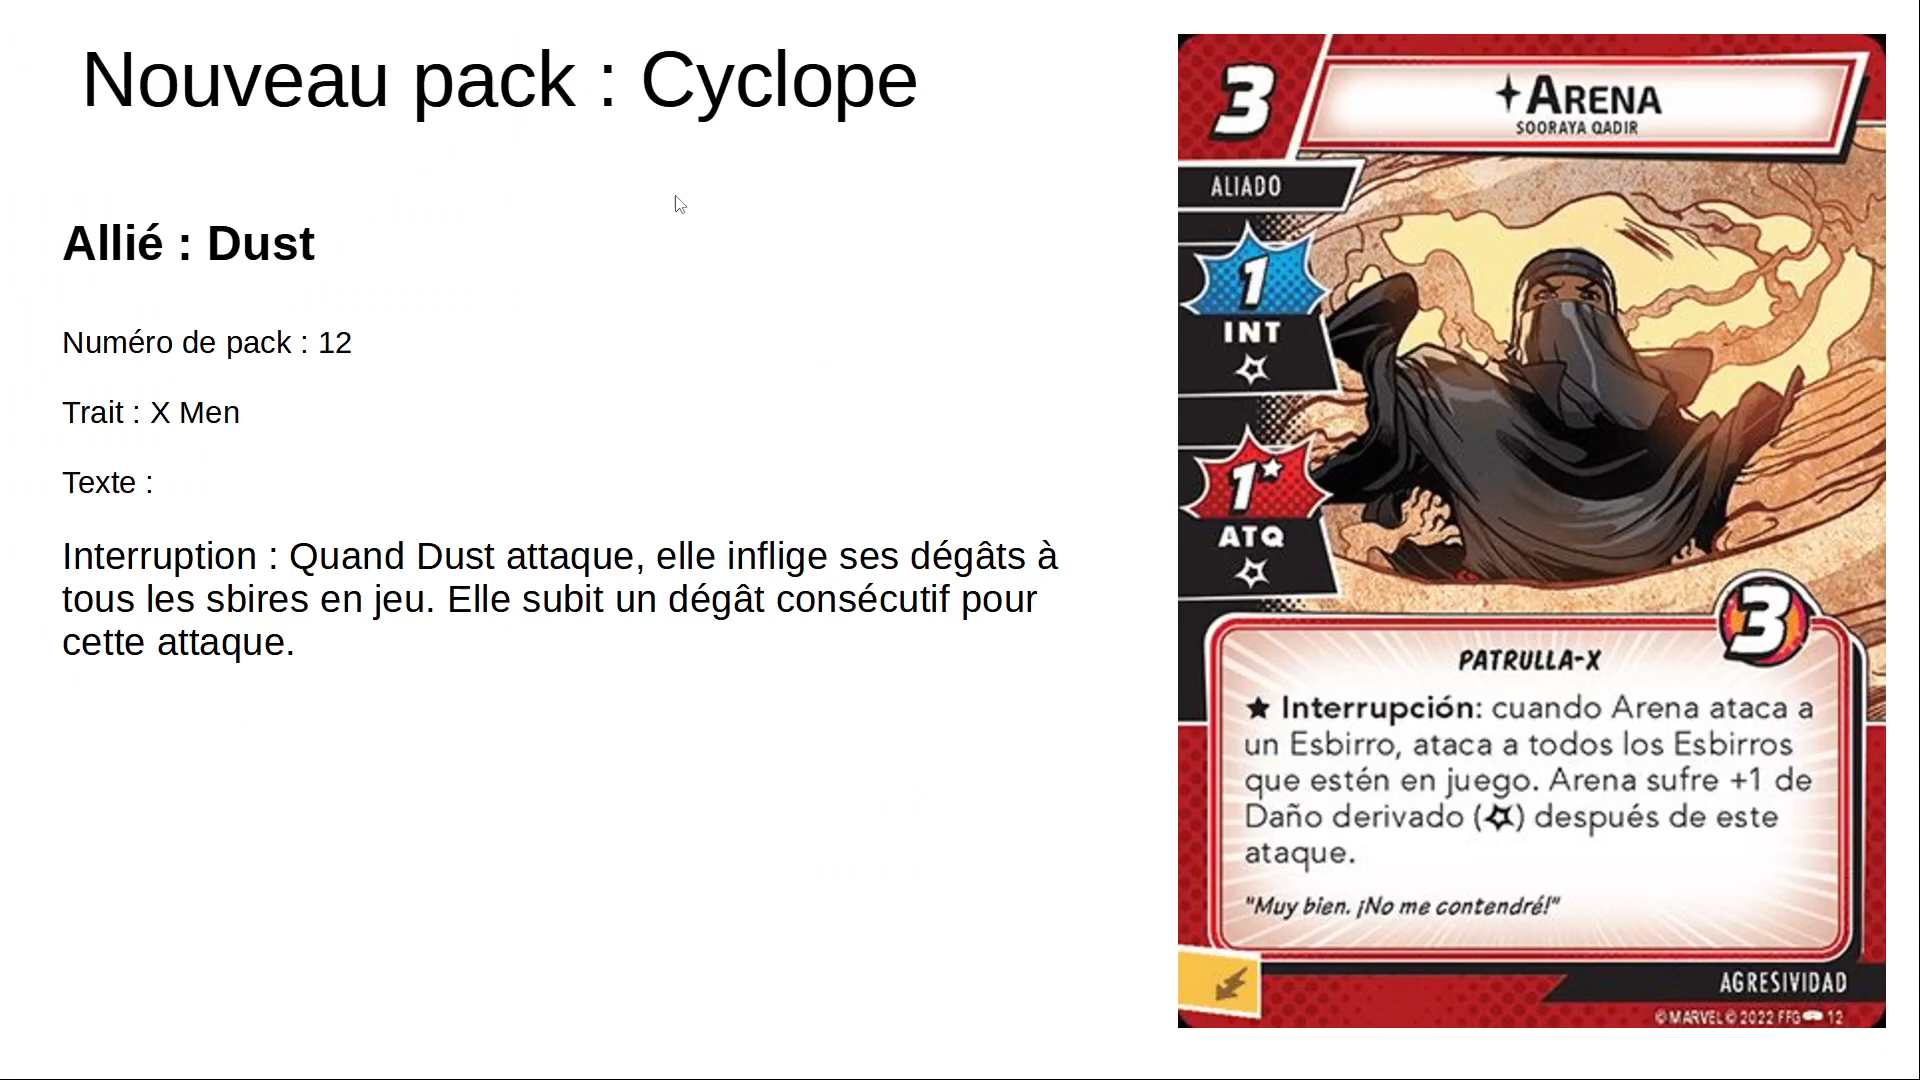 Nouveau pack : Cyclope
Allié : Dust
Numéro de pack : 12
Trait : X Men
Texte :
Interruption : Quand Dust attaque, elle inflige ses dégâts à
tous les sbires en jeu. Elle subit un dégât consécutif pour
cette attaque.
3
ARENA
SOORAYA QADIR
ALIADO
1
INT
1
ATQ
3
PATRULLA-X
★ Interrupción: cuando Arena ataca a
un Esbirro, ataca a todos los Esbirros
que estén en juego. Arena sufre +1 de
Daño derivado () después de este
ataque.
"Muy bien. ¡No me contendré!"
AGRESIVIDAD
© MARVEL © 2022 FFG 12